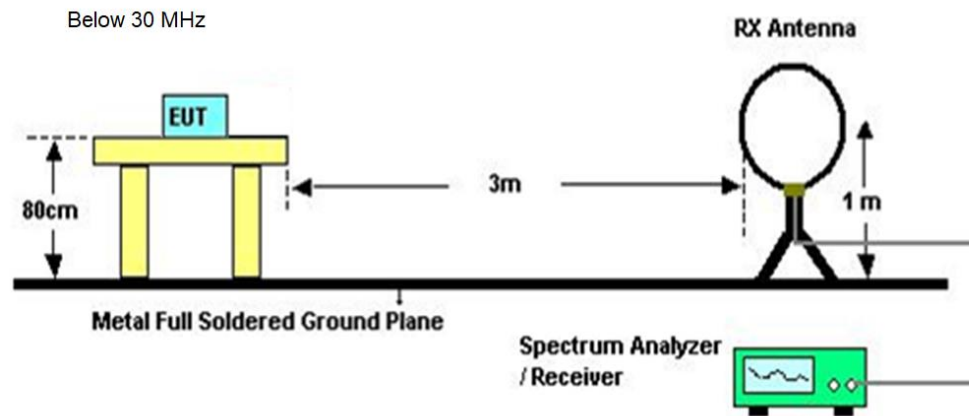 Below 30 MHz
RX Antenna
EUT
80cm
3m
1 m
Metal Full Soldered Ground Plane
Spectrum Analyzer
/ Receiver